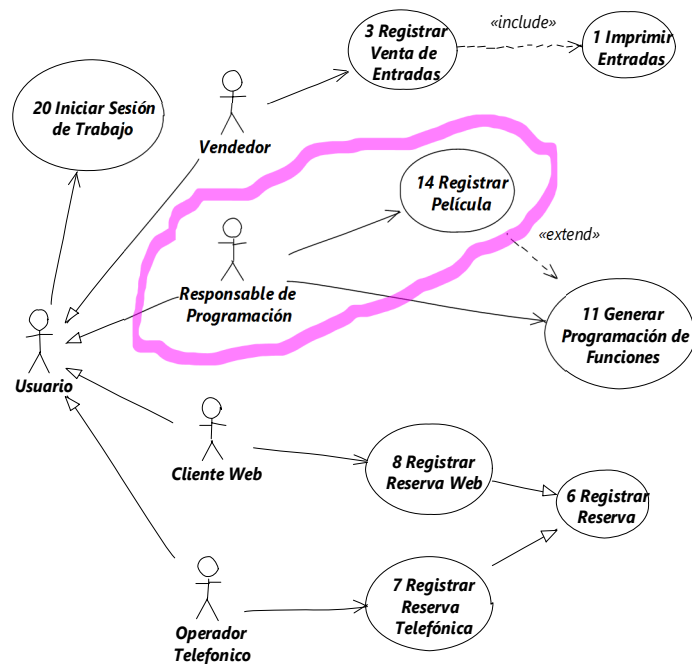 «include»
3 Registrar
Venta de
Entradas
1 Imprimir
Entradas
20 Iniciar Sesión
de Trabajo
Vendedor
14 Registrar
Película
«extend»
Responsable de
Programación
11 Generar
Programación de
Funciones
Usuario
Cliente Web
8 Registrar
Reserva Web
6 Registrar
Reserva
7 Registrar
Reserva
Telefónica
Operador
Telefonico